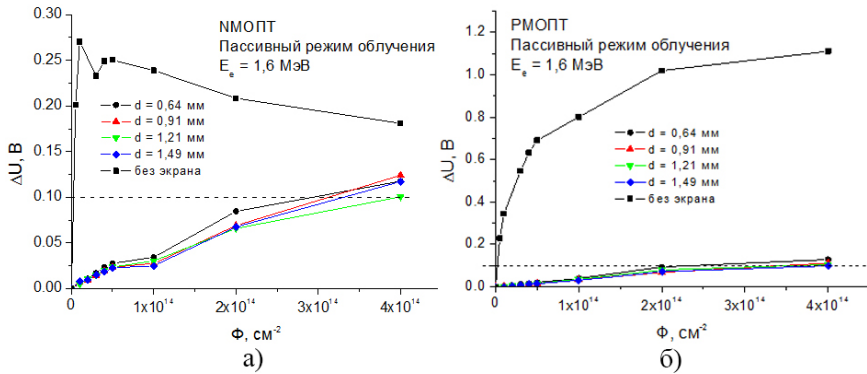 а)
NМОПТ
Пассивный режим облучения
Eₑ = 1,6 МэВ
d = 0,64 мм
d = 0,91 мм
d = 1,21 мм
d = 1,49 мм
без экрана
ΔU, В
0.30
0.25
0.20
0.15
0.10
0.05
0.00
0
1x10¹⁴
2x10¹⁴
3x10¹⁴
4x10¹⁴
Ф, см⁻²
а)
б)
РМОПТ
Пассивный режим облучения
Eₑ = 1,6 МэВ
d = 0,64 мм
d = 0,91 мм
d = 1,21 мм
d = 1,49 мм
без экрана
ΔU, В
1.2
1.0
0.8
0.6
0.4
0.2
0.0
0
1x10¹⁴
2x10¹⁴
3x10¹⁴
4x10¹⁴
Ф, см⁻²
б)